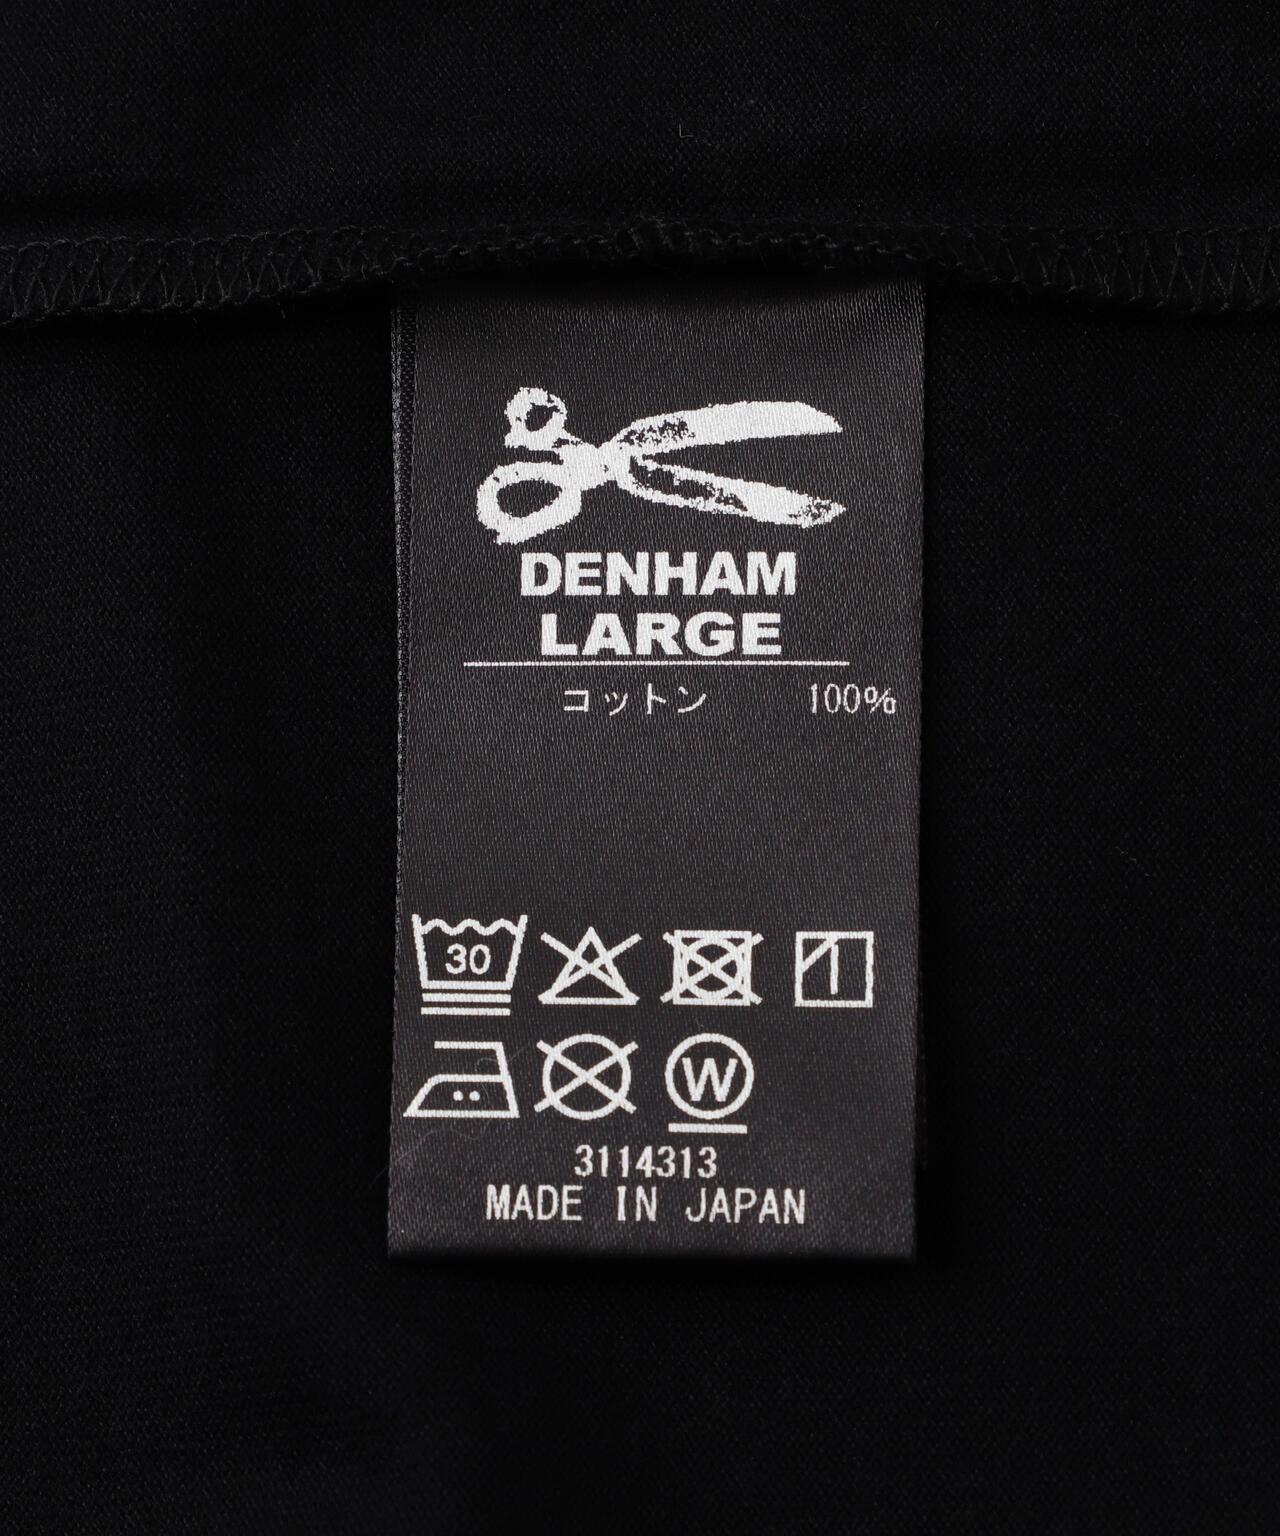 DENHAM
LARGE
コットン 100%
30
W
3114313
MADE IN JAPAN